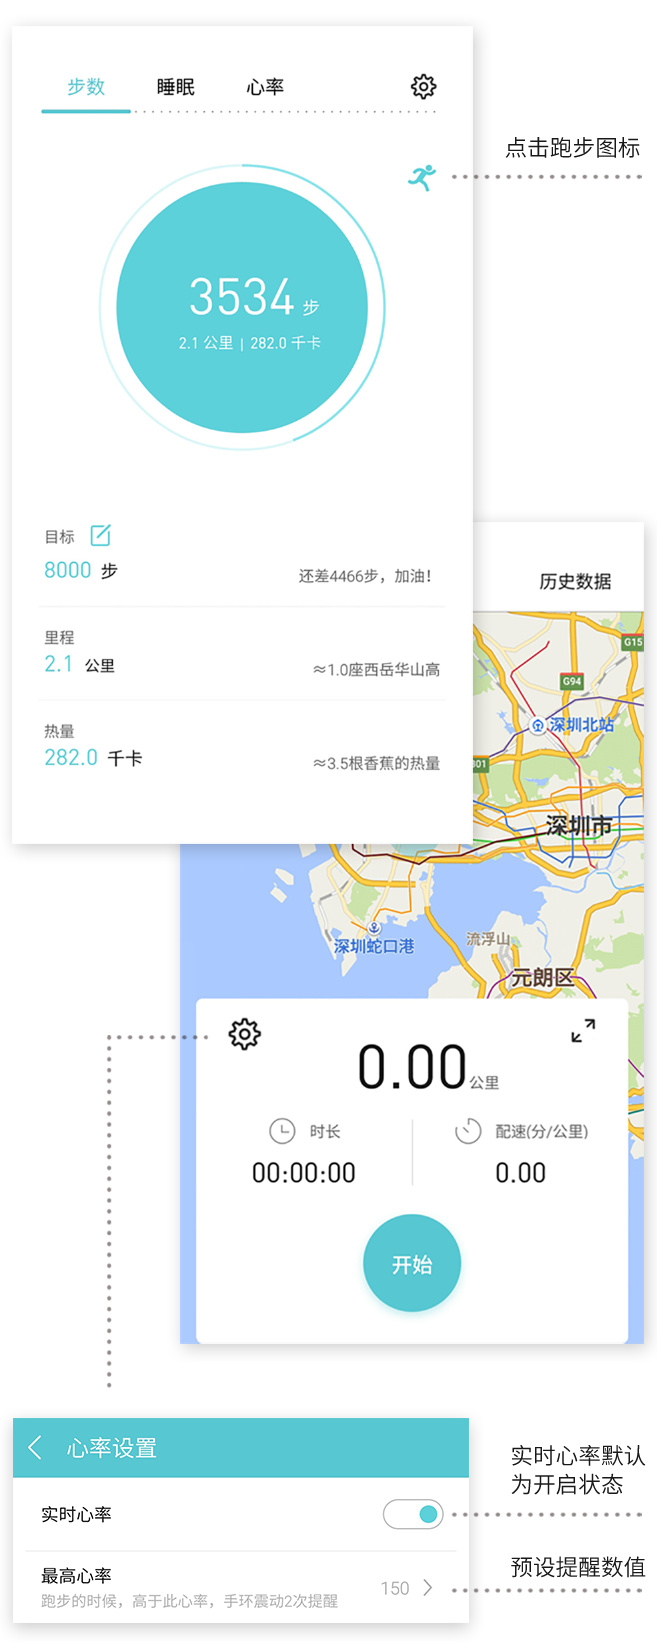 步数 睡眠 心率
点击跑步图标
3534 步
2.1 公里 | 282.0 千卡
目标
8000 步
还差4466步，加油！
历史数据
里程
2.1 公里
≈1.0座西岳华山高
热量
282.0 千卡
≈3.5根香蕉的热量
G15
G94
深圳北站
301
深圳市
深圳蛇口港
流浮山
元朗区
0.00公里
时长
配速(分/公里)
00:00:00
0.00
开始
心率设置
实时心率默认
为开启状态
实时心率
预设提醒数值
最高心率
跑步的时候，高于此心率，手环震动2次提醒
150